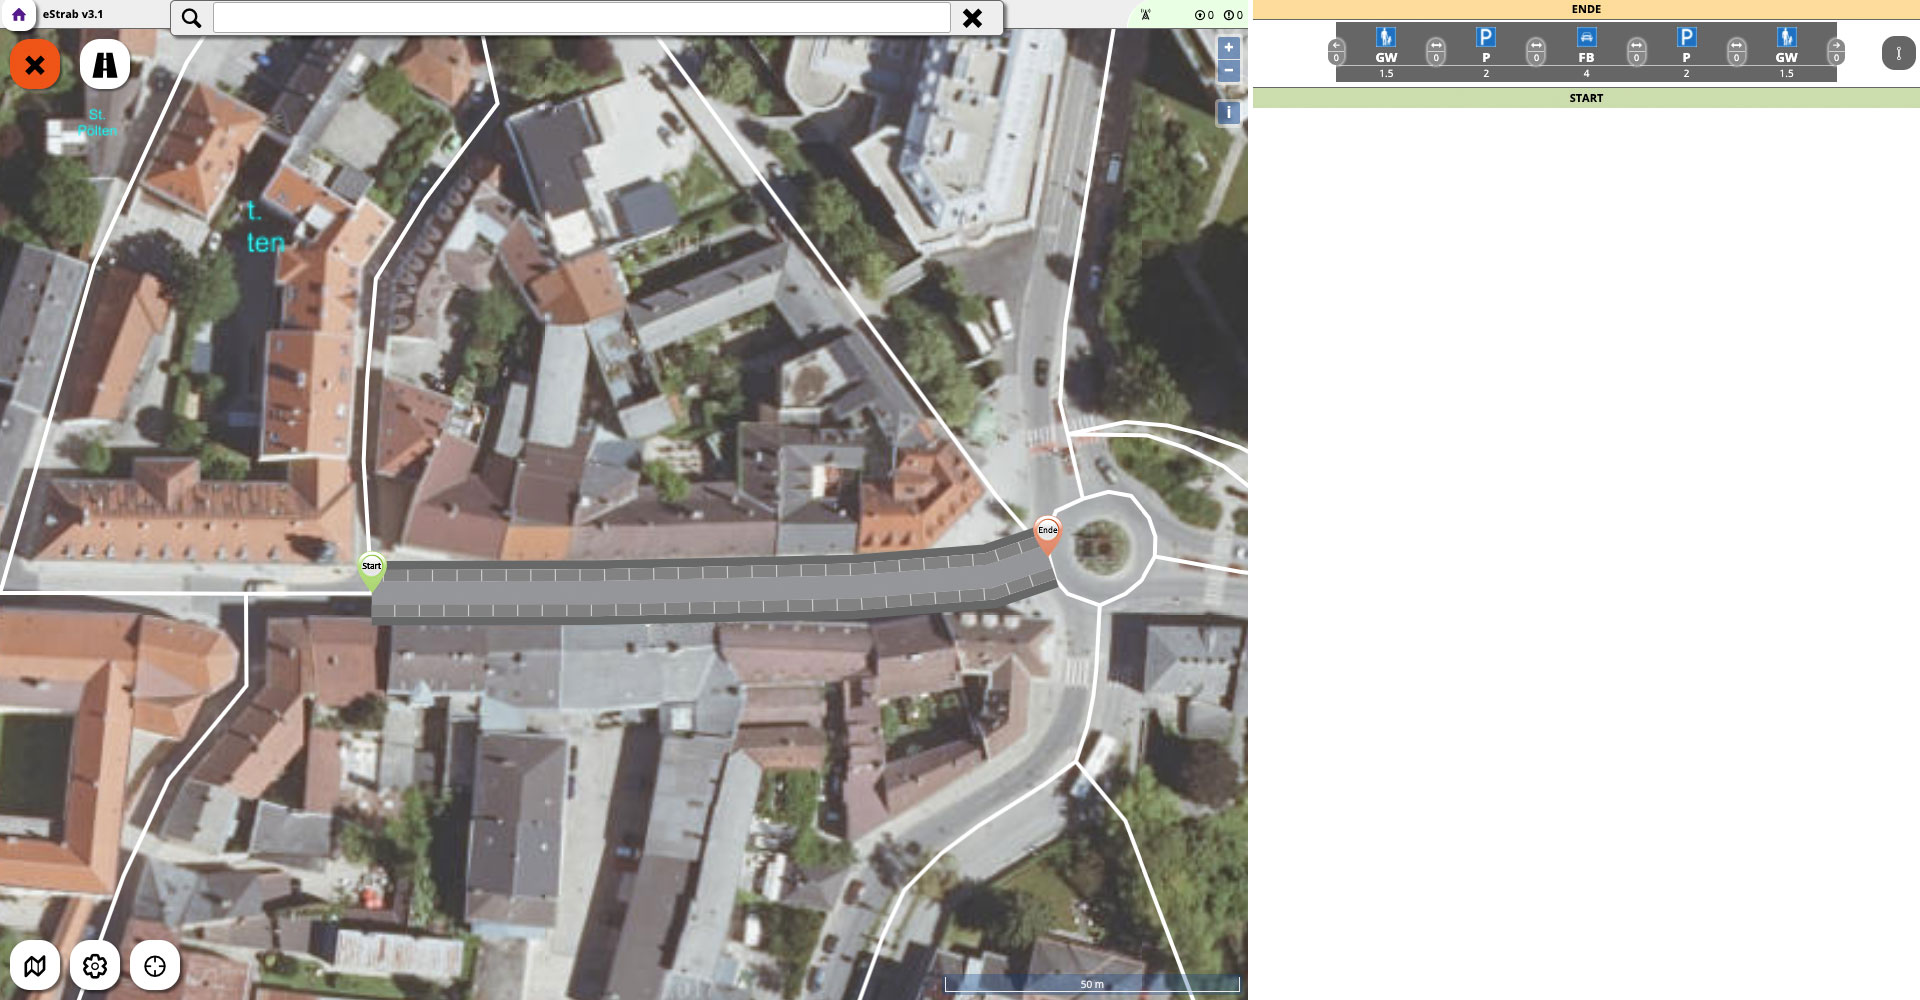 eStrab v3.1
0 0
St.
Pölten
t.
ten
+
−
i
Start
Ende
50 m
ENDE
GW P FB P GW
0 0 0 0 0 0
1.5 2 4 2 1.5
START